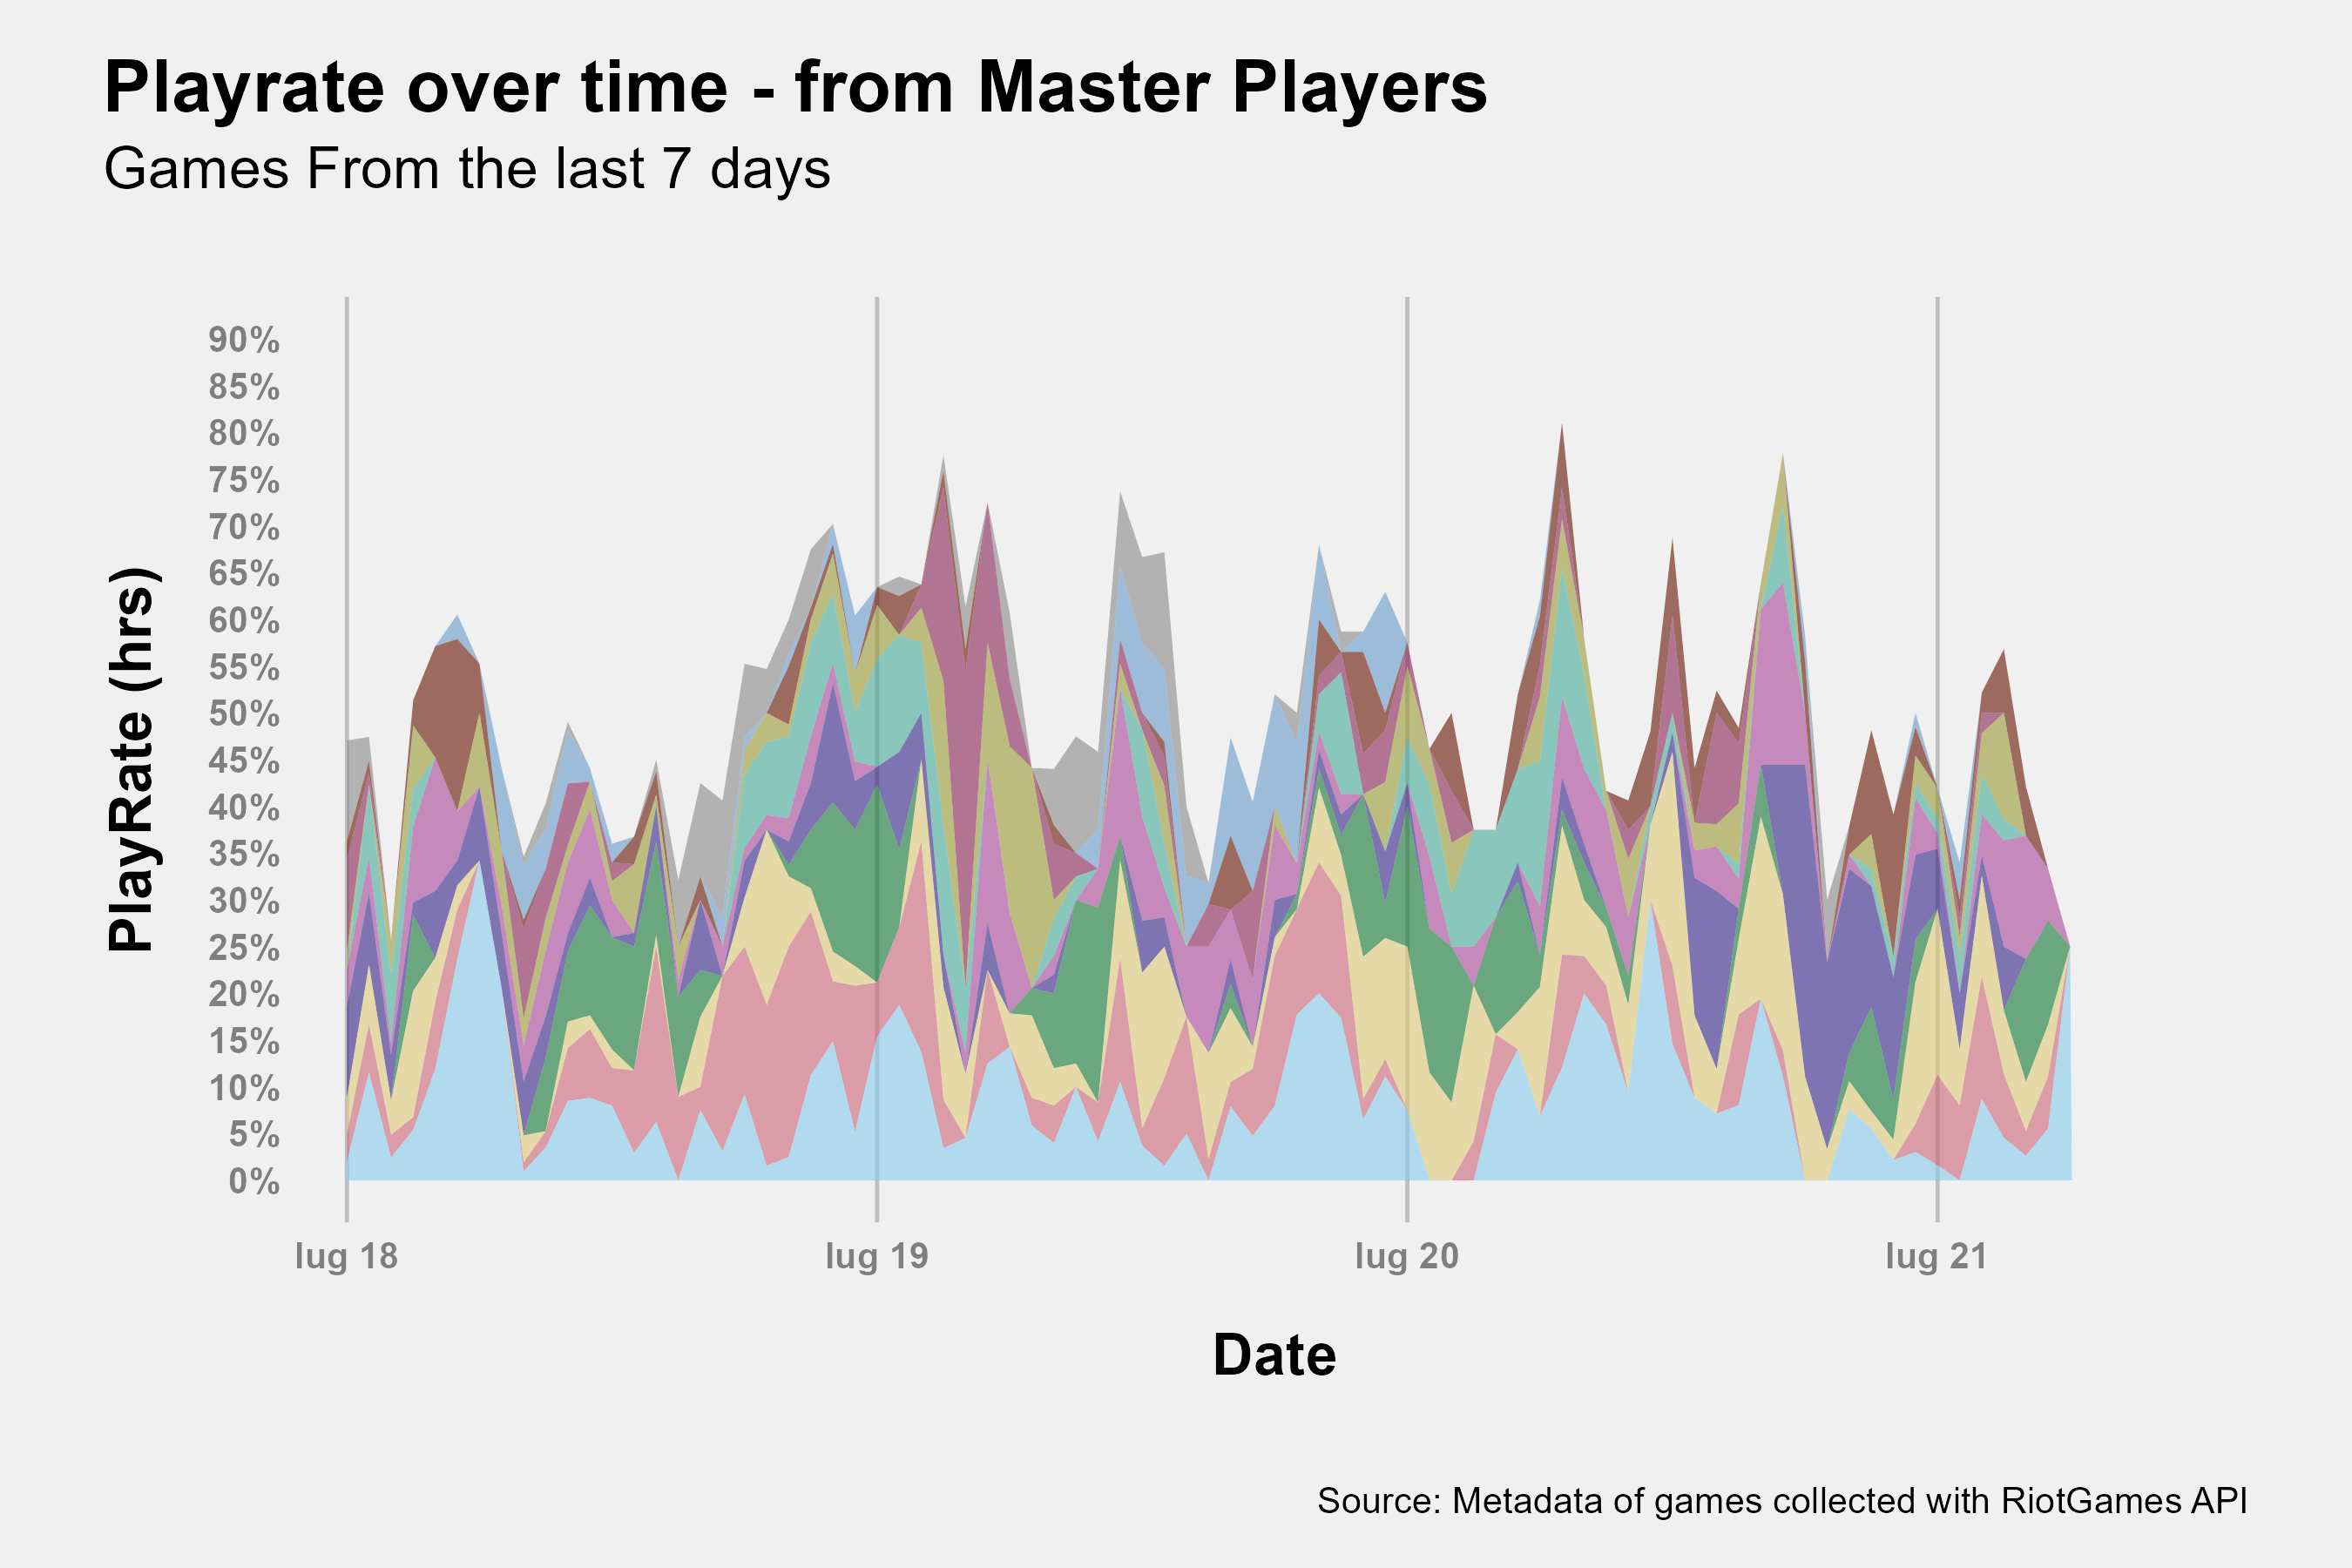 Playrate over time - from Master Players
Games From the last 7 days
PlayRate (hrs)
90%
85%
80%
75%
70%
65%
60%
55%
50%
45%
40%
35%
30%
25%
20%
15%
10%
5%
0%
lug 18
lug 19
lug 20
lug 21
Date
Source: Metadata of games collected with RiotGames API